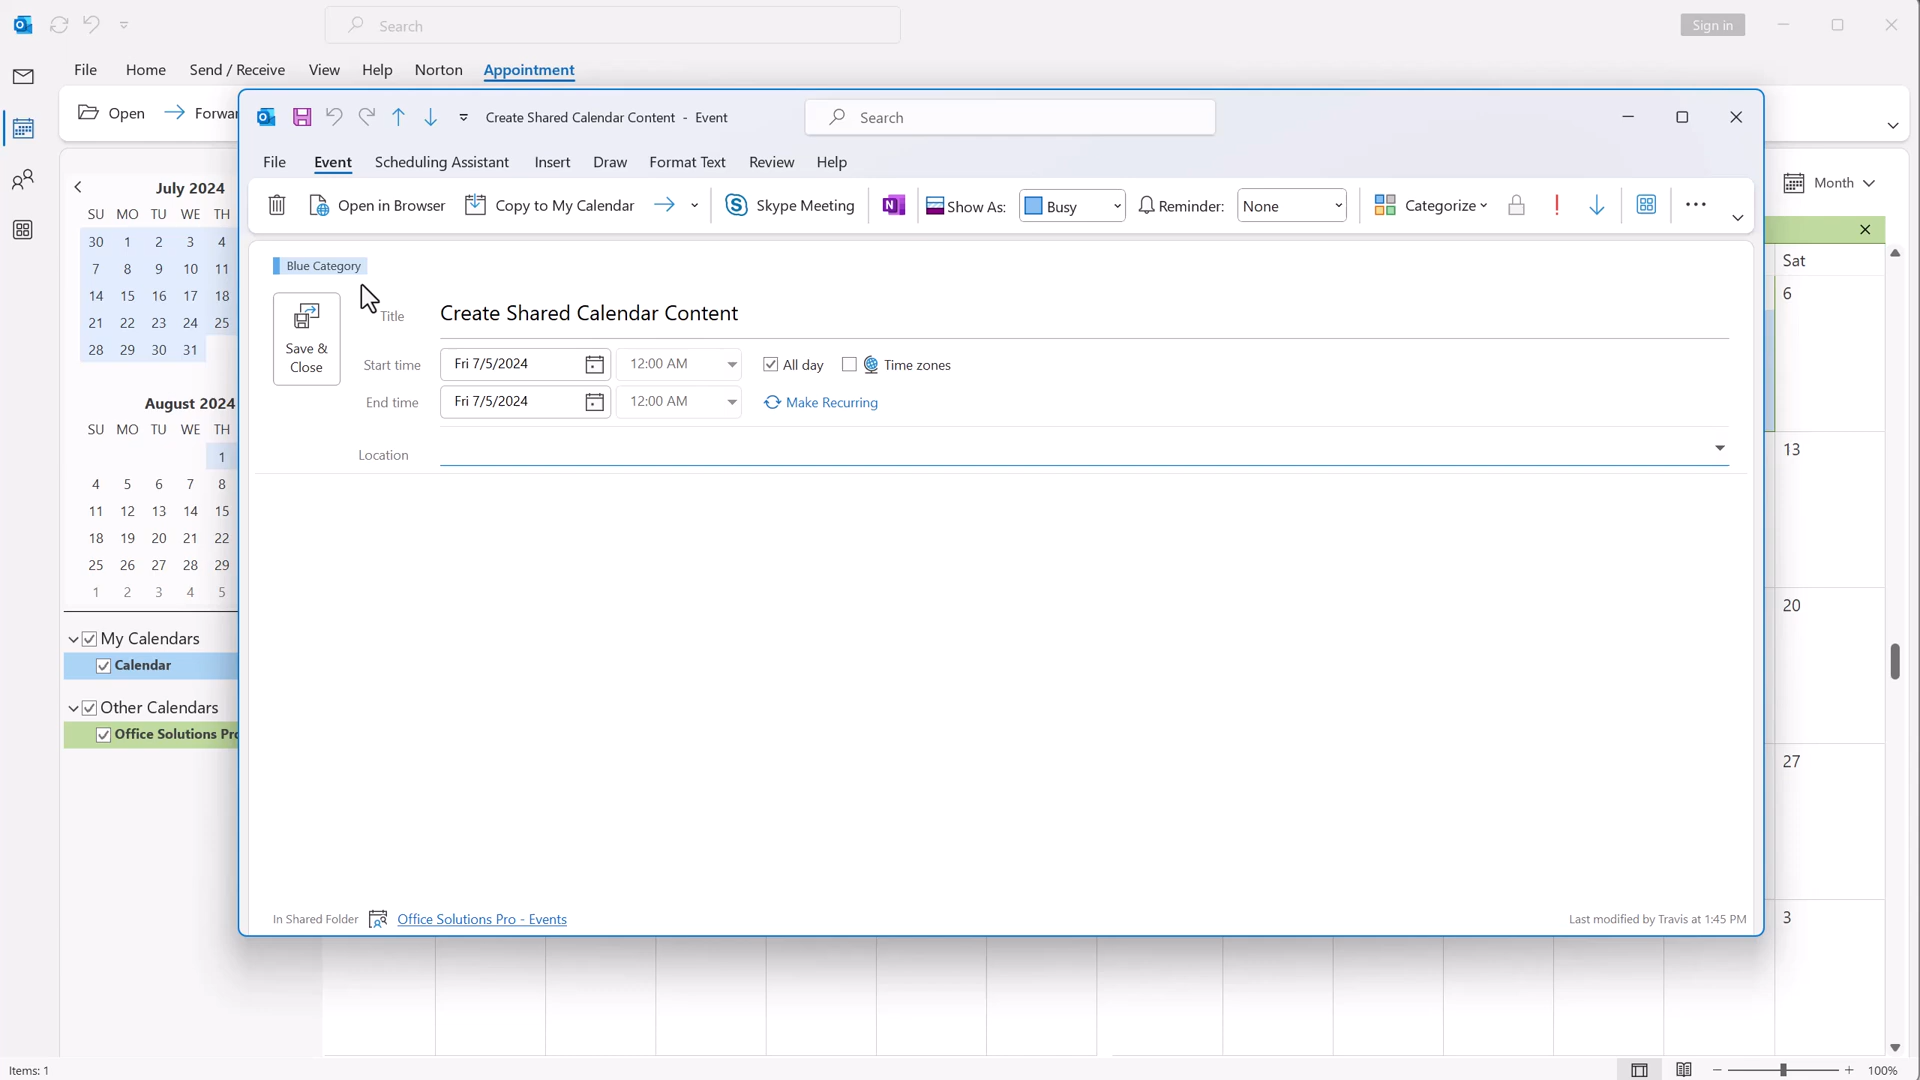 Search
Sign in
File Home Send / Receive View Help Norton Appointment
Open Forwar
Create Shared Calendar Content - Event
Search
File Event Scheduling Assistant Insert Draw Format Text Review Help
Open in Browser Copy to My Calendar Skype Meeting Show As: Busy Reminder: None Categorize
Month
July 2024
SU MO TU WE TH
30 1 2 3 4
7 8 9 10 11
14 15 16 17 18
21 22 23 24 25
28 29 30 31
August 2024
SU MO TU WE TH
1
4 5 6 7 8
11 12 13 14 15
18 19 20 21 22
25 26 27 28 29
1 2 3 4 5
My Calendars
Calendar
Other Calendars
Office Solutions Pro
Blue Category
Save & Close
Title Create Shared Calendar Content
Start time Fri 7/5/2024 12:00 AM All day Time zones
End time Fri 7/5/2024 12:00 AM Make Recurring
Location
In Shared Folder Office Solutions Pro - Events
Last modified by Travis at 1:45 PM
Sat
6
13
20
27
3
Items: 1
100%